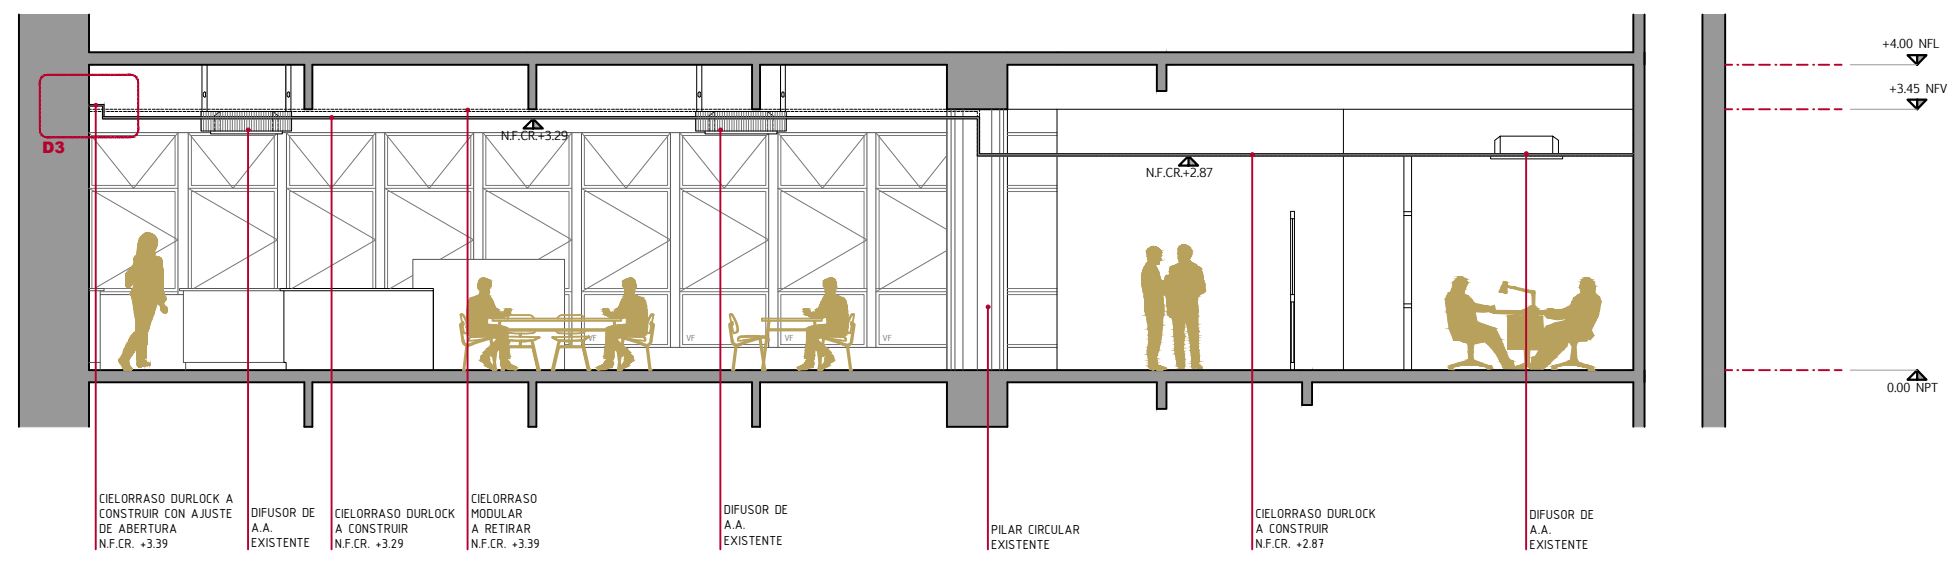 +4.00 NFL
+3.45 NFV
N.F.CR.+3.29
D3
N.F.CR.+2.87
VF
VF
VF
VF
0.00 NPT
CIELORRASO DURLOCK A
CONSTRUIR CON AJUSTE
DE ABERTURA
N.F.CR. +3.39
DIFUSOR DE
A.A.
EXISTENTE
CIELORRASO DURLOCK
A CONSTRUIR
N.F.CR. +3.29
CIELORRASO
MODULAR
A RETIRAR
N.F.CR. +3.39
DIFUSOR DE
A.A.
EXISTENTE
PILAR CIRCULAR
EXISTENTE
CIELORRASO DURLOCK
A CONSTRUIR
N.F.CR. +2.87
DIFUSOR DE
A.A.
EXISTENTE